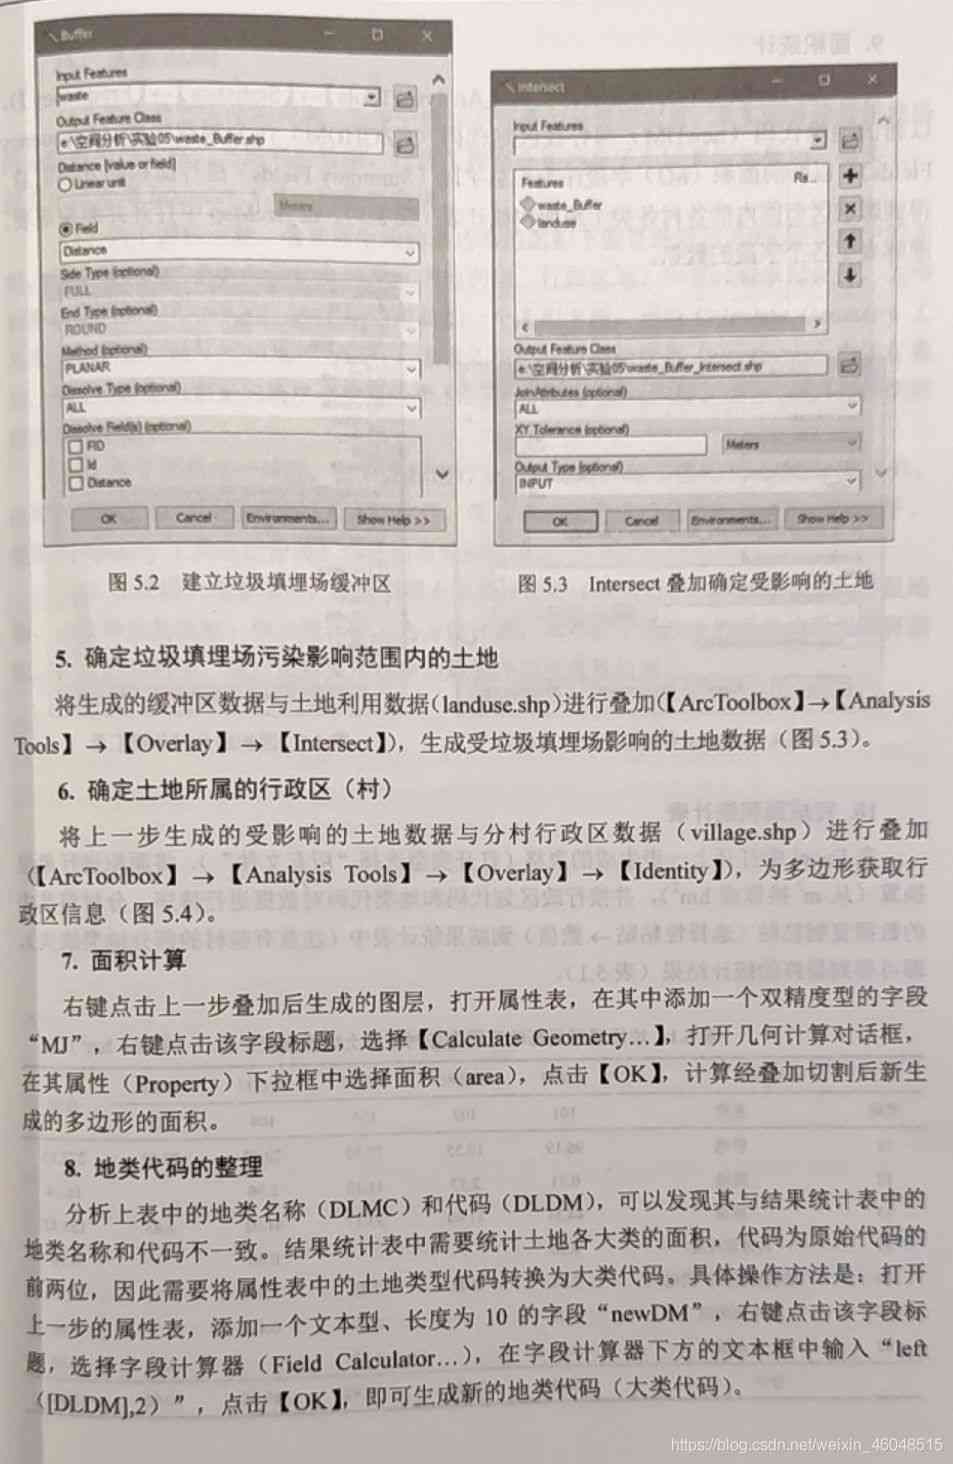 Buffer
Input Features
waste
Output Feature Class
e:\空间分析\实验05\waste_Buffer.shp
Distance [value or field]
Linear unit
Meters
Field
Distance
Side Type (optional)
FULL
End Type (optional)
ROUND
Method (optional)
PLANAR
Dissolve Type (optional)
ALL
Dissolve Field(s) (optional)
FID
Id
Distance
OK Cancel Environments... Show Help >>
Intersect
Input Features
Features Ra...
waste_Buffer
landuse
Output Feature Class
e:\空间分析\实验05\waste_Buffer_Intersect.shp
JoinAttributes (optional)
ALL
XY Tolerance (optional)
Meters
Output Type (optional)
INPUT
OK Cancel Environments... Show Help >>
图 5.2 建立垃圾填埋场缓冲区
图 5.3 Intersect 叠加确定受影响的土地
5. 确定垃圾填埋场污染影响范围内的土地
将生成的缓冲区数据与土地利用数据(landuse.shp)进行叠加(【ArcToolbox】→【Analysis
Tools】→【Overlay】→【Intersect】)，生成受垃圾填埋场影响的土地数据（图 5.3）。
6. 确定土地所属的行政区（村）
将上一步生成的受影响的土地数据与分村行政区数据（village.shp）进行叠加
(【ArcToolbox】→【Analysis Tools】→【Overlay】→【Identity】)，为多边形获取行
政区信息（图 5.4）。
7. 面积计算
右键点击上一步叠加后生成的图层，打开属性表，在其中添加一个双精度型的字段
“MJ”，右键点击该字段标题，选择【Calculate Geometry…】，打开几何计算对话框，
在其属性（Property）下拉框中选择面积（area），点击【OK】，计算经叠加切割后新生
成的多边形的面积。
8. 地类代码的整理
分析上表中的地类名称（DLMC）和代码（DLDM），可以发现其与结果统计表中的
地类名称和代码不一致。结果统计表中需要统计土地各大类的面积，代码为原始代码的
前两位，因此需要将属性表中的土地类型代码转换为大类代码。具体操作方法是：打开
上一步的属性表，添加一个文本型、长度为 10 的字段“newDM”，右键点击该字段标
题，选择字段计算器（Field Calculator…），在字段计算器下方的文本框中输入“left
（[DLDM],2）”，点击【OK】，即可生成新的地类代码（大类代码）。
https://blog.csdn.net/weixin_46048515